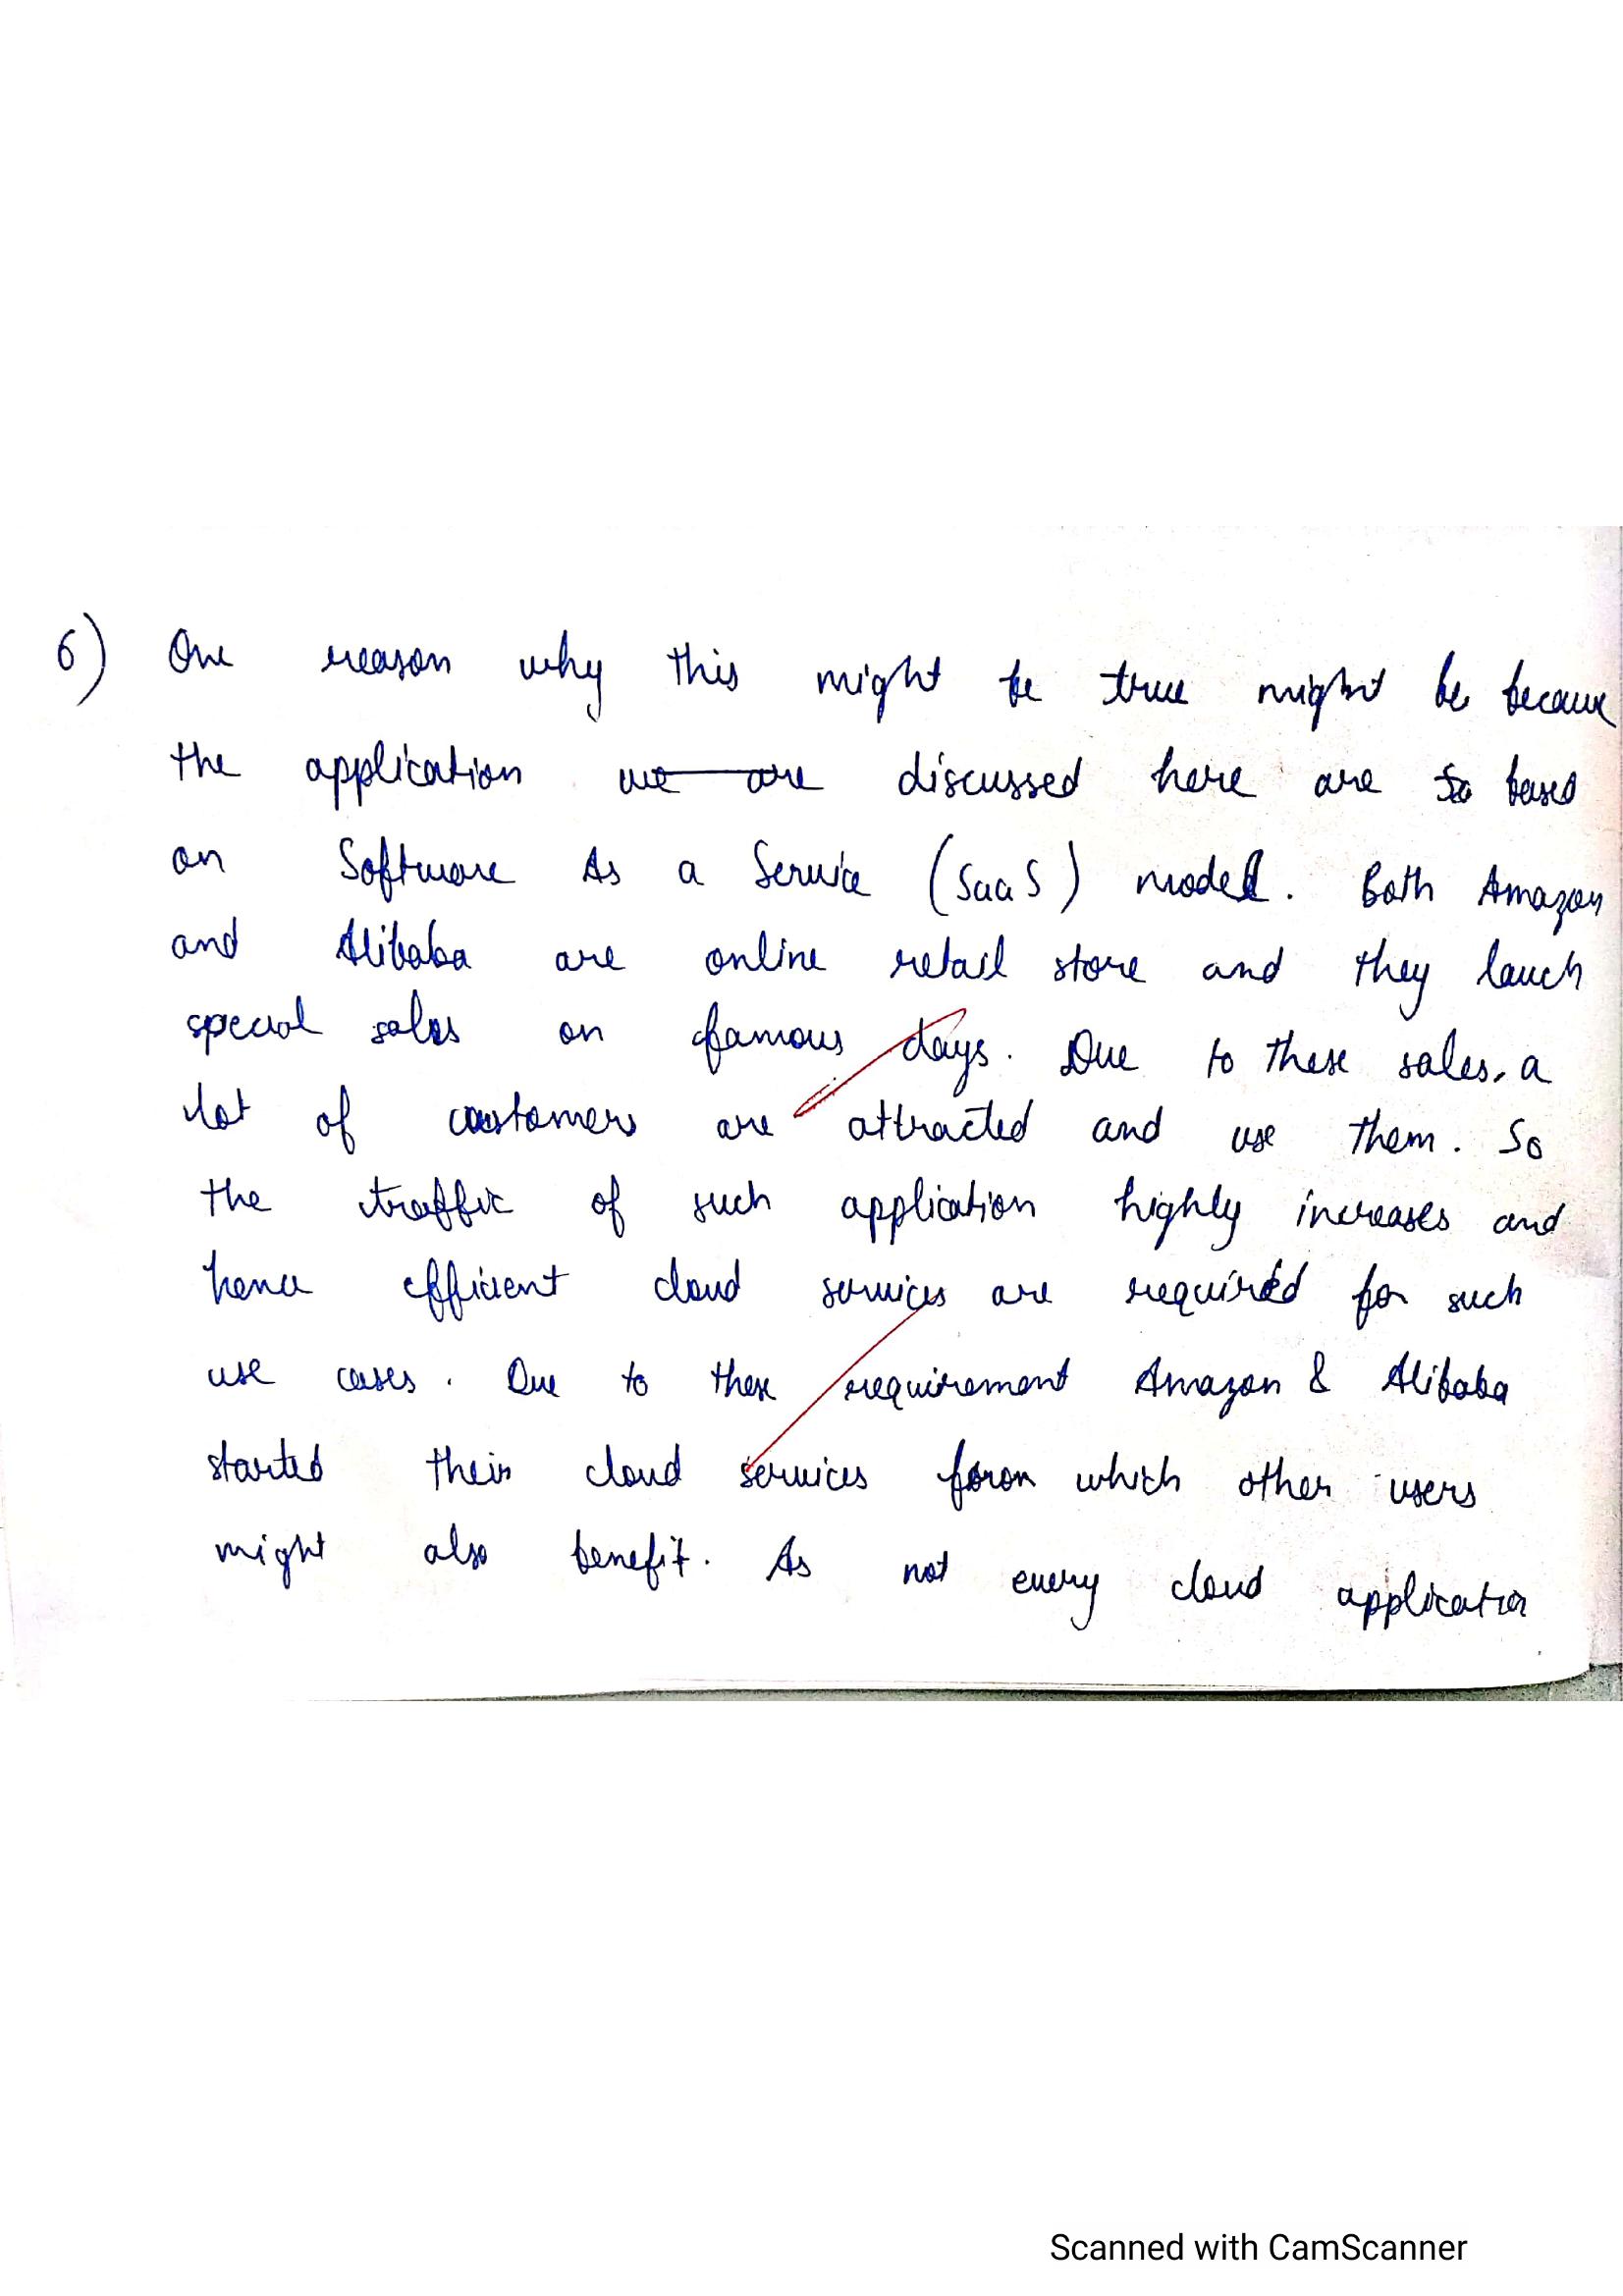 6) One reason why this might be true might be because
the application we are discussed here are so based
on Software As a Service (SaaS) model. Both Amazon
and Alibaba are online retail store and they lauch
special sales on famous days. Due to these sales, a
lot of customers are attracted and use them. So
the traffic of such application highly increases and
hence efficient cloud services are required for such
use cases. Due to these requirement Amazon & Alibaba
started their cloud services from which other users
might also benefit. As not every cloud application
Scanned with CamScanner